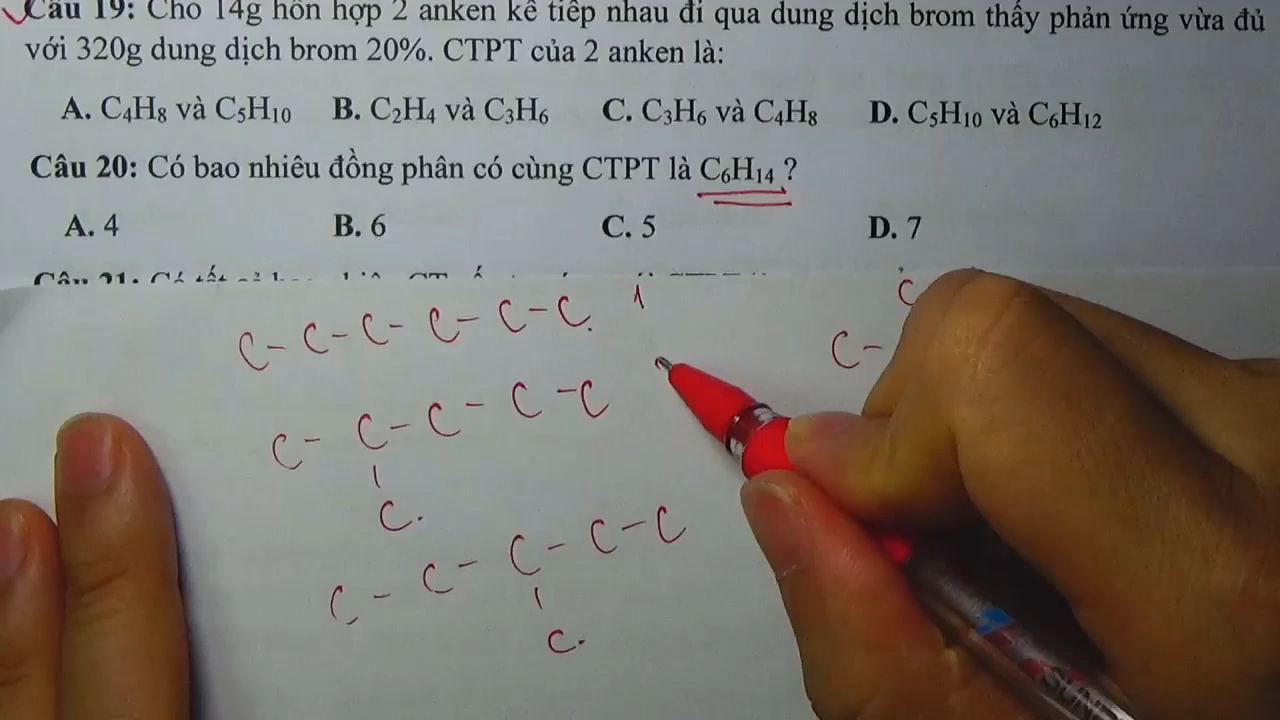 Câu 19: Cho 14g hỗn hợp 2 anken kế tiếp nhau đi qua dung dịch brom thấy phản ứng vừa đủ
với 320g dung dịch brom 20%. CTPT của 2 anken là:
A. C₄H₈ và C₅H₁₀ B. C₂H₄ và C₃H₆ C. C₃H₆ và C₄H₈ D. C₅H₁₀ và C₆H₁₂
Câu 20: Có bao nhiêu đồng phân có cùng CTPT là C₆H₁₄ ?
A. 4 B. 6 C. 5 D. 7
C - C - C - C - C - C. 1
C
C -
C - C - C - C - C
C.
C - C - C - C - C
C.